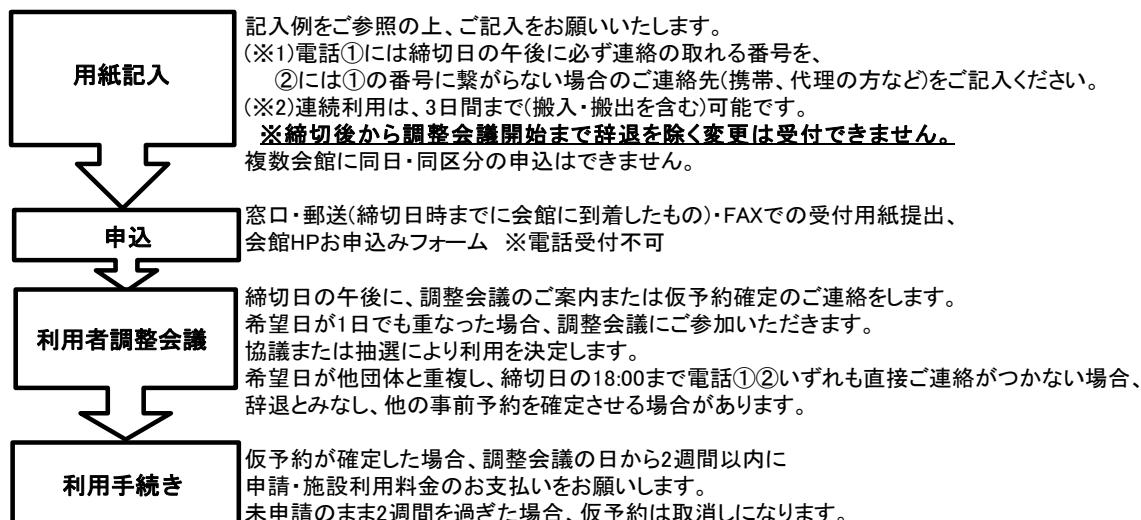 用紙記入
記入例をご参照の上、ご記入をお願いいたします。
(※1)電話①には締切日の午後に必ず連絡の取れる番号を、
②には①の番号に繋がらない場合のご連絡先(携帯、代理の方など)をご記入ください。
(※2)連続利用は、3日間まで(搬入・搬出を含む)可能です。
※締切後から調整会議開始まで辞退を除く変更は受付できません。
複数会館に同日・同区分の申込はできません。
申込
窓口・郵送(締切日時までに会館に到着したもの)・FAXでの受付用紙提出、
会館HPお申込みフォーム　※電話受付不可
利用者調整会議
締切日の午後に、調整会議のご案内または仮予約確定のご連絡をします。
希望日が1日でも重なった場合、調整会議にご参加いただきます。
協議または抽選により利用を決定します。
希望日が他団体と重複し、締切日の18:00まで電話①②いずれも直接ご連絡がつかない場合、
辞退とみなし、他の事前予約を確定させる場合があります。
利用手続き
仮予約が確定した場合、調整会議の日から2週間以内に
申請・施設利用料金のお支払いをお願いします。
未申請のまま2週間を過ぎた場合、仮予約は取消しになります。